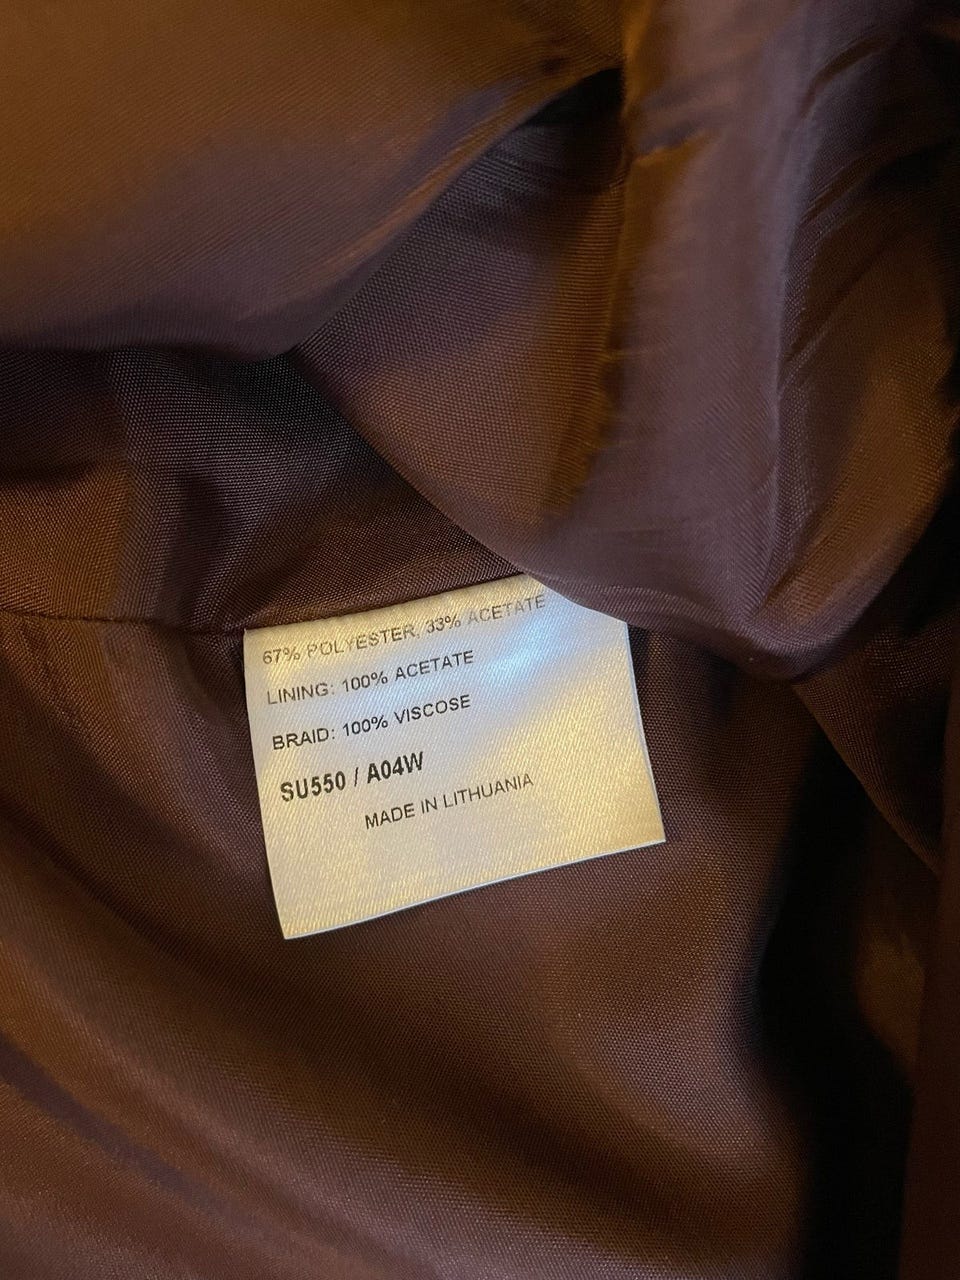 67% POLYESTER, 33% ACETATE
LINING: 100% ACETATE
BRAID: 100% VISCOSE
SU550 / A04W
MADE IN LITHUANIA